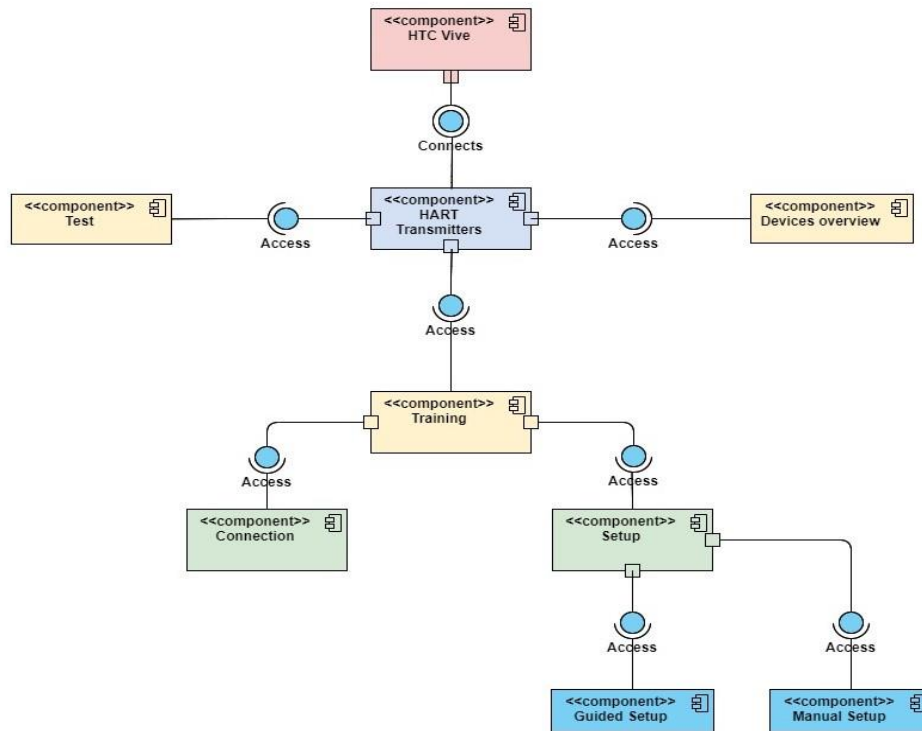 <<component>>
HTC Vive
Connects
<<component>>
Test
Access
<<component>>
HART
Transmitters
Access
<<component>>
Devices overview
Access
<<component>>
Training
Access
Access
<<component>>
Connection
<<component>>
Setup
Access
Access
<<component>>
Guided Setup
<<component>>
Manual Setup